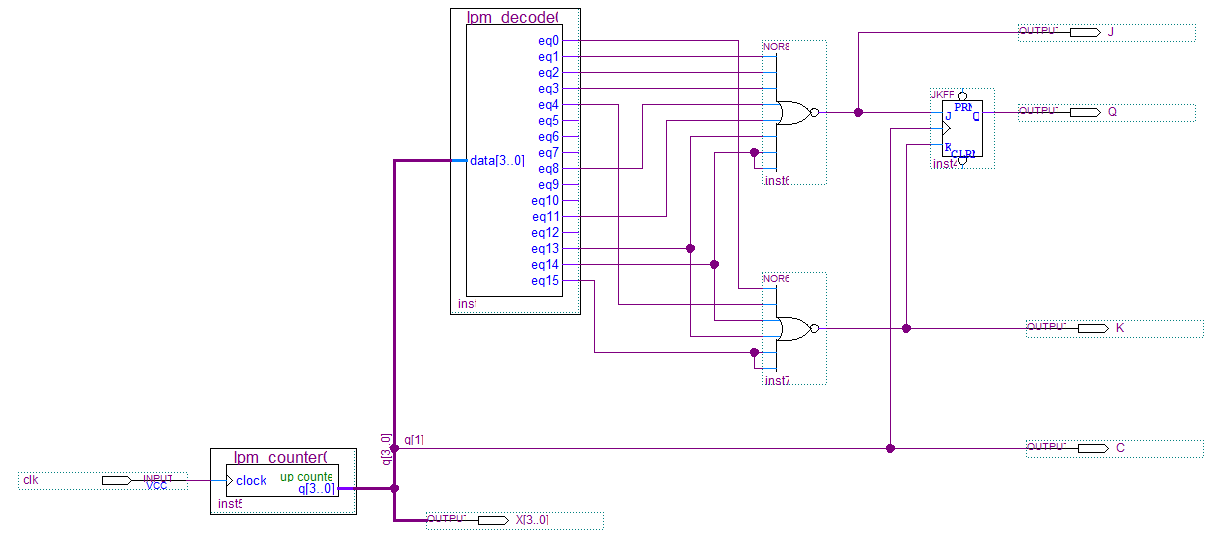 lpm_decode(
eq0
eq1
eq2
eq3
eq4
eq5
eq6
eq7
eq8
eq9
eq10
eq11
eq12
eq13
eq14
eq15
data[3..0]
inst
NOR8
inst6
NOR6
inst7
OUTPUT
J
JKFF
PRN
J
Q
K
CLRN
inst4
OUTPUT
Q
OUTPUT
K
q[3..0]
q[1]
OUTPUT
C
clk
INPUT
VCC
lpm_counter(
up counte
clock
q[3..0]
inst5
OUTPUT
X[3..0]